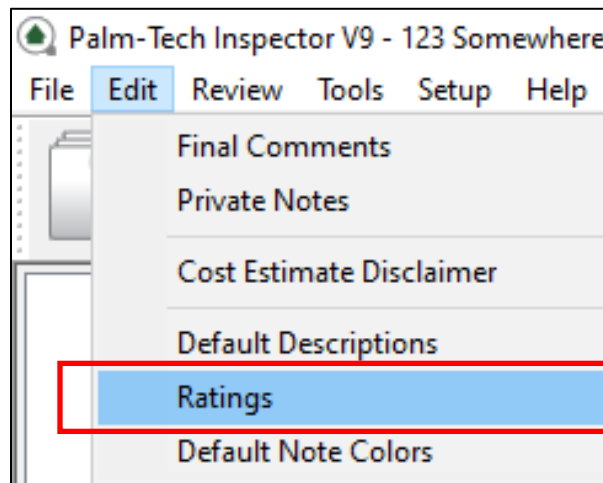 Palm-Tech Inspector V9 - 123 Somewhere
File Edit Review Tools Setup Help
Final Comments
Private Notes
Cost Estimate Disclaimer
Default Descriptions
Ratings
Default Note Colors